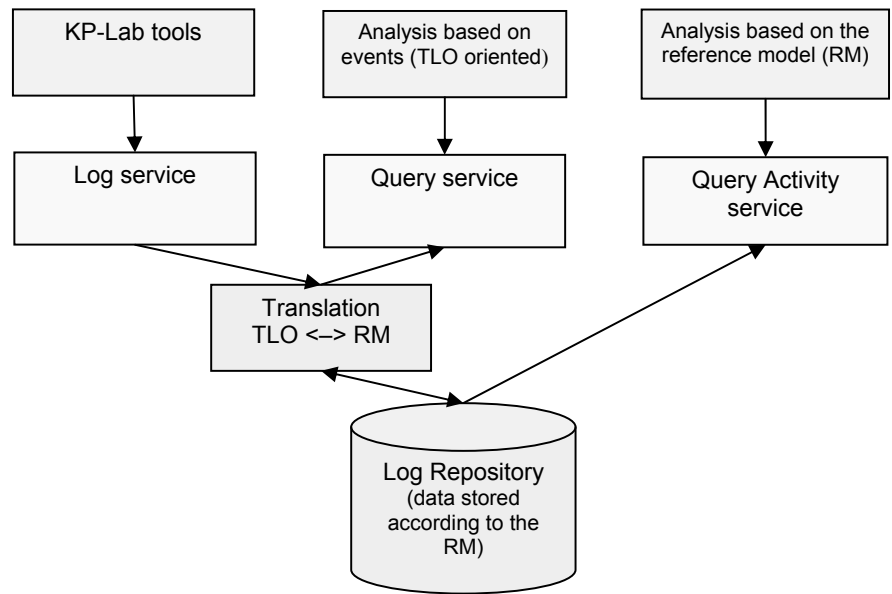 KP-Lab tools
Analysis based on
events (TLO oriented)
Analysis based on the
reference model (RM)
Log service
Query service
Query Activity
service
Translation
TLO <–> RM
Log Repository
(data stored
according to the
RM)